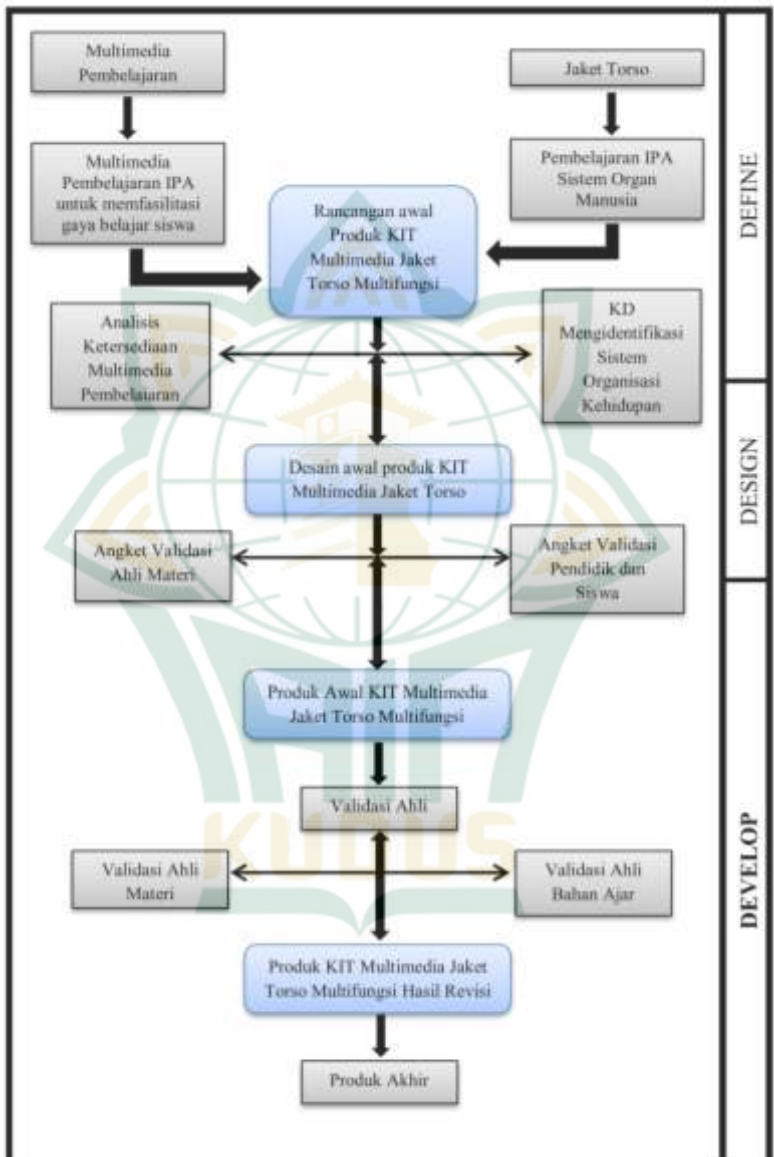 Multimedia
Pembelajaran
Jaket Torso
Multimedia
Pembelajaran IPA
untuk memfasilitasi
gaya belajar siswa
Pembelajaran IPA
Sistem Organ
Manusia
Rancangan awal
Produk KIT
Multimedia Jaket
Torso Multifungsi
DEFINE
Analisis
Ketersediaan
Multimedia
Pembelajaran
KD
Mengidentifikasi
Sistem
Organisasi
Kehidupan
Desain awal produk KIT
Multimedia Jaket Torso
DESIGN
Angket Validasi
Ahli Materi
Angket Validasi
Pendidik dan
Siswa
Produk Awal KIT Multimedia
Jaket Torso Multifungsi
Validasi Ahli
KUDUS
Validasi Ahli
Materi
Validasi Ahli
Bahan Ajar
DEVELOP
Produk KIT Multimedia Jaket
Torso Multifungsi Hasil Revisi
Produk Akhir